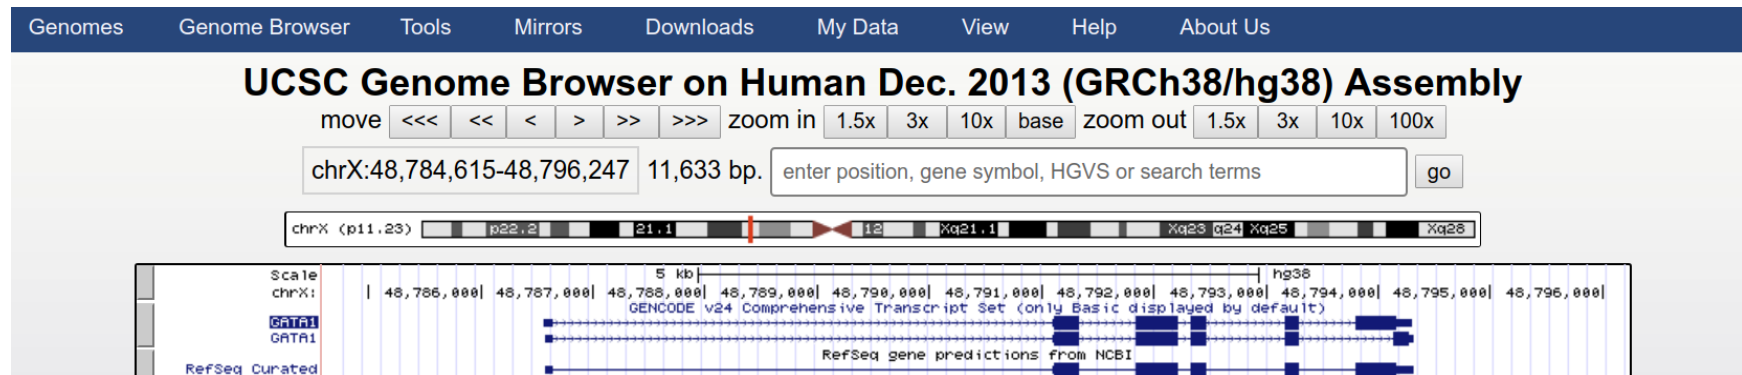 Genomes Genome Browser Tools Mirrors Downloads My Data View Help About Us
UCSC Genome Browser on Human Dec. 2013 (GRCh38/hg38) Assembly
move <<< << < > >> >>> zoom in 1.5x 3x 10x base zoom out 1.5x 3x 10x 100x
chrX:48,784,615-48,796,247 11,633 bp. enter position, gene symbol, HGVS or search terms go
chrX (p11.23) p22.2 21.1 12 Xq21.1 Xq23 q24 Xq25 Xq28
Scale 5 kb hg38
chrX: | 48,786,000| 48,787,000| 48,788,000| 48,789,000| 48,790,000| 48,791,000| 48,792,000| 48,793,000| 48,794,000| 48,795,000| 48,796,000|
GENCODE v24 Comprehensive Transcript Set (only Basic displayed by default)
GATA1
GATA1
RefSeq gene predictions from NCBI
RefSeq Curated